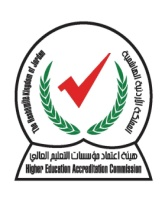 The Hashemite Kingdom of Jordan
المملكة الأردنية الهاشمية
هيئة اعتماد مؤسسات التعليم العالي
Higher Education Accreditation Commission